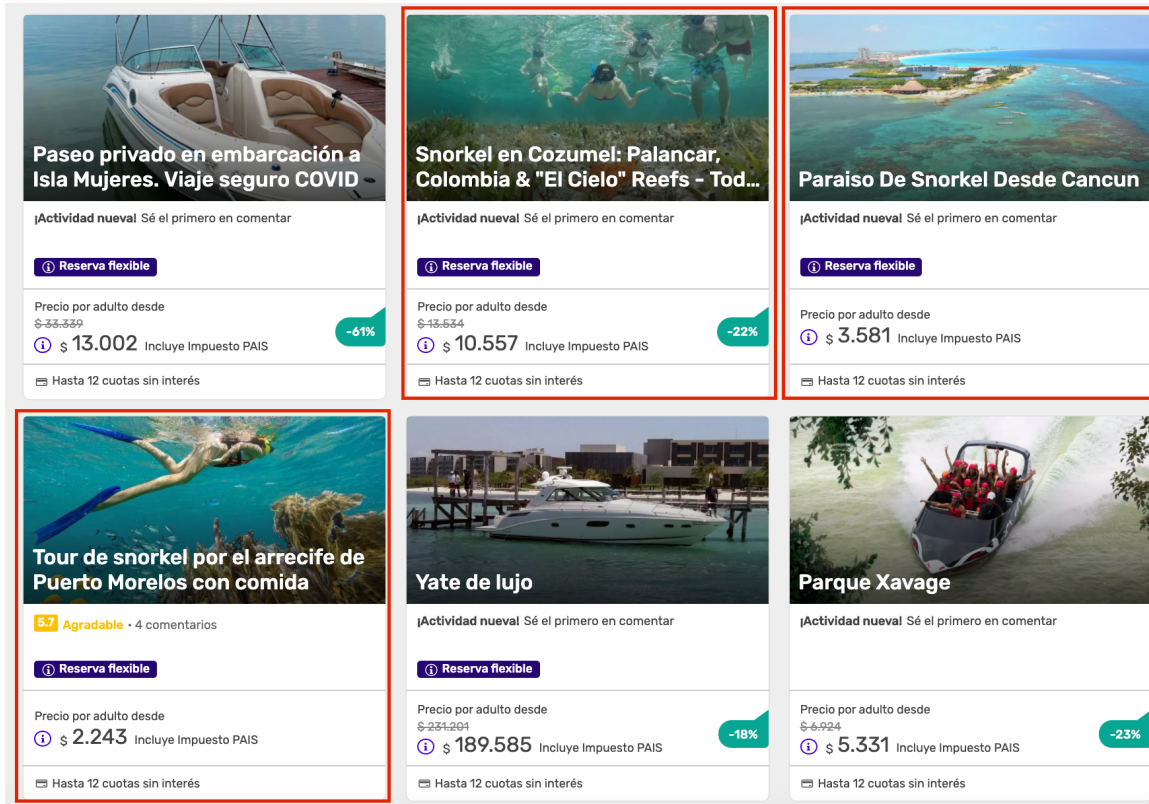 Paseo privado en embarcación a
Isla Mujeres. Viaje seguro COVID
¡Actividad nueva! Sé el primero en comentar
Reserva flexible
Precio por adulto desde
$ 33.339
$ 13.002 Incluye Impuesto PAIS
-61%
Hasta 12 cuotas sin interés
Snorkel en Cozumel: Palancar,
Colombia & "El Cielo" Reefs - Tod...
¡Actividad nueva! Sé el primero en comentar
Reserva flexible
Precio por adulto desde
$ 13.534
$ 10.557 Incluye Impuesto PAIS
-22%
Hasta 12 cuotas sin interés
Paraiso De Snorkel Desde Cancun
¡Actividad nueva! Sé el primero en comentar
Reserva flexible
Precio por adulto desde
$ 3.581 Incluye Impuesto PAIS
Hasta 12 cuotas sin interés
Tour de snorkel por el arrecife de
Puerto Morelos con comida
5.7 Agradable • 4 comentarios
Reserva flexible
Precio por adulto desde
$ 2.243 Incluye Impuesto PAIS
Hasta 12 cuotas sin interés
Yate de lujo
¡Actividad nueva! Sé el primero en comentar
Reserva flexible
Precio por adulto desde
$ 231.201
$ 189.585 Incluye Impuesto PAIS
-18%
Hasta 12 cuotas sin interés
Parque Xavage
¡Actividad nueva! Sé el primero en comentar
Precio por adulto desde
$ 6.924
$ 5.331 Incluye Impuesto PAIS
-23%
Hasta 12 cuotas sin interés